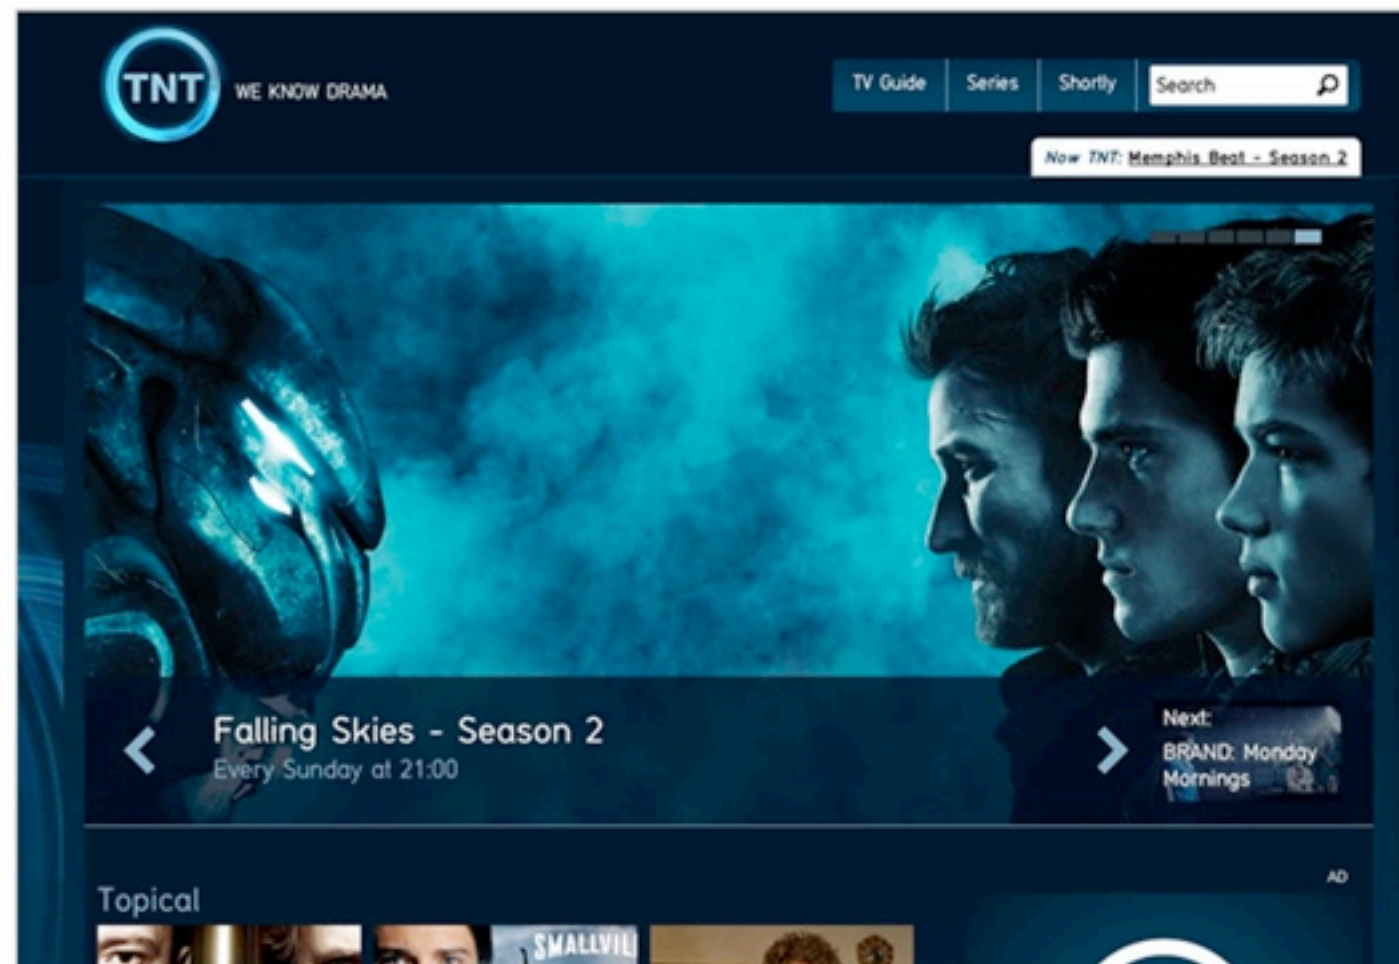 TNT
WE KNOW DRAMA
TV Guide
Series
Shortly
Search
Now TNT: Memphis Beat - Season 2
Falling Skies - Season 2
Every Sunday at 21:00
Next:
BRAND: Monday
Mornings
AD
Topical
SMALLVIL